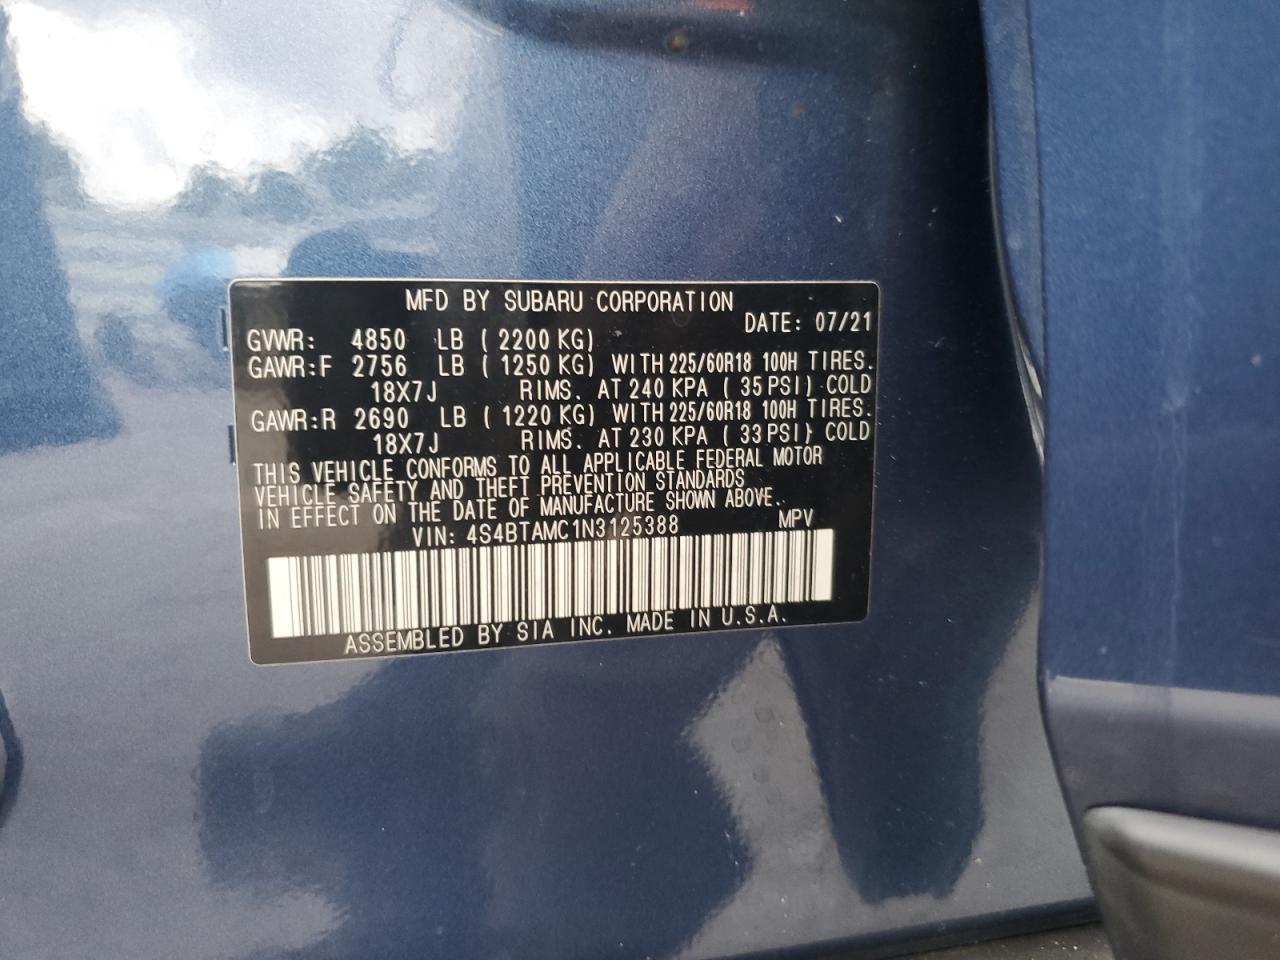 MFD BY SUBARU CORPORATION
DATE: 07/21
GVWR: 4850 LB ( 2200 KG)
GAWR:F 2756 LB ( 1250 KG) WITH 225/60R18 100H TIRES.
18X7J RIMS. AT 240 KPA ( 35 PSI) COLD
GAWR:R 2690 LB ( 1220 KG) WITH 225/60R18 100H TIRES.
18X7J RIMS. AT 230 KPA ( 33 PSI) COLD
THIS VEHICLE CONFORMS TO ALL APPLICABLE FEDERAL MOTOR
VEHICLE SAFETY AND THEFT PREVENTION STANDARDS
IN EFFECT ON THE DATE OF MANUFACTURE SHOWN ABOVE.
VIN: 4S4BTAMC1N3125388 MPV
ASSEMBLED BY SIA INC. MADE IN U.S.A.